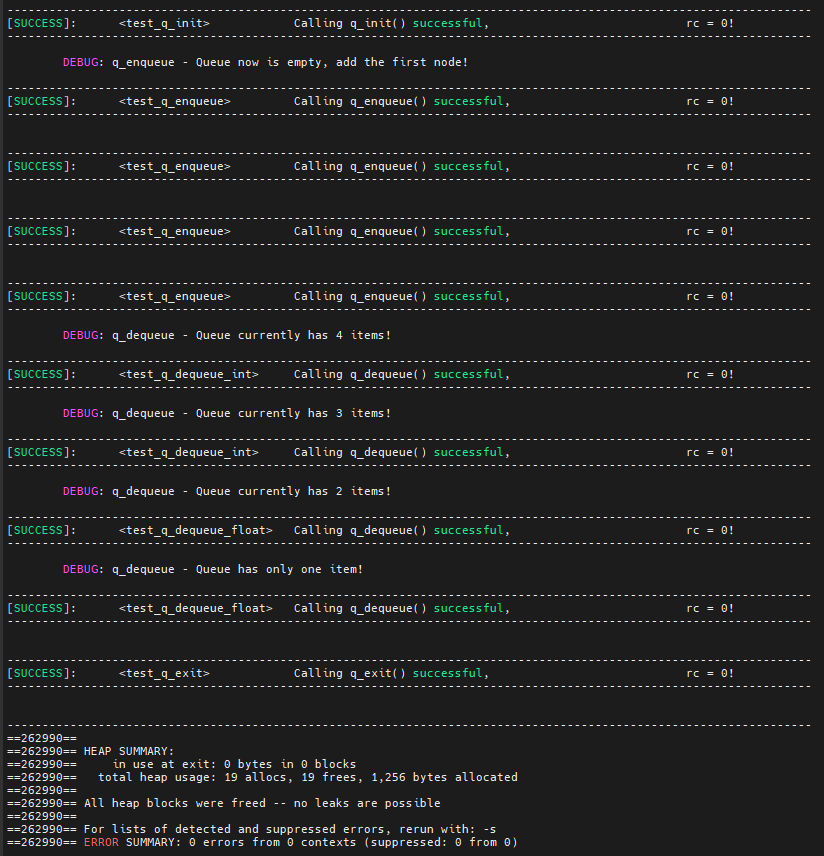 --------------------------------------------------------------------------------------------------------------------
[SUCCESS]:      <test_q_init>            Calling q_init() successful,                            rc = 0!
--------------------------------------------------------------------------------------------------------------------
        DEBUG: q_enqueue - Queue now is empty, add the first node!
--------------------------------------------------------------------------------------------------------------------
[SUCCESS]:      <test_q_enqueue>         Calling q_enqueue() successful,                         rc = 0!
--------------------------------------------------------------------------------------------------------------------
--------------------------------------------------------------------------------------------------------------------
[SUCCESS]:      <test_q_enqueue>         Calling q_enqueue() successful,                         rc = 0!
--------------------------------------------------------------------------------------------------------------------
--------------------------------------------------------------------------------------------------------------------
[SUCCESS]:      <test_q_enqueue>         Calling q_enqueue() successful,                         rc = 0!
--------------------------------------------------------------------------------------------------------------------
--------------------------------------------------------------------------------------------------------------------
[SUCCESS]:      <test_q_enqueue>         Calling q_enqueue() successful,                         rc = 0!
--------------------------------------------------------------------------------------------------------------------
        DEBUG: q_dequeue - Queue currently has 4 items!
--------------------------------------------------------------------------------------------------------------------
[SUCCESS]:      <test_q_dequeue_int>     Calling q_dequeue() successful,                         rc = 0!
--------------------------------------------------------------------------------------------------------------------
        DEBUG: q_dequeue - Queue currently has 3 items!
--------------------------------------------------------------------------------------------------------------------
[SUCCESS]:      <test_q_dequeue_int>     Calling q_dequeue() successful,                         rc = 0!
--------------------------------------------------------------------------------------------------------------------
        DEBUG: q_dequeue - Queue currently has 2 items!
--------------------------------------------------------------------------------------------------------------------
[SUCCESS]:      <test_q_dequeue_float>   Calling q_dequeue() successful,                         rc = 0!
--------------------------------------------------------------------------------------------------------------------
        DEBUG: q_dequeue - Queue has only one item!
--------------------------------------------------------------------------------------------------------------------
[SUCCESS]:      <test_q_dequeue_float>   Calling q_dequeue() successful,                         rc = 0!
--------------------------------------------------------------------------------------------------------------------
--------------------------------------------------------------------------------------------------------------------
[SUCCESS]:      <test_q_exit>            Calling q_exit() successful,                            rc = 0!
--------------------------------------------------------------------------------------------------------------------
--------------------------------------------------------------------------------------------------------------------
==262990==
==262990== HEAP SUMMARY:
==262990==     in use at exit: 0 bytes in 0 blocks
==262990==   total heap usage: 19 allocs, 19 frees, 1,256 bytes allocated
==262990==
==262990== All heap blocks were freed -- no leaks are possible
==262990==
==262990== For lists of detected and suppressed errors, rerun with: -s
==262990== ERROR SUMMARY: 0 errors from 0 contexts (suppressed: 0 from 0)